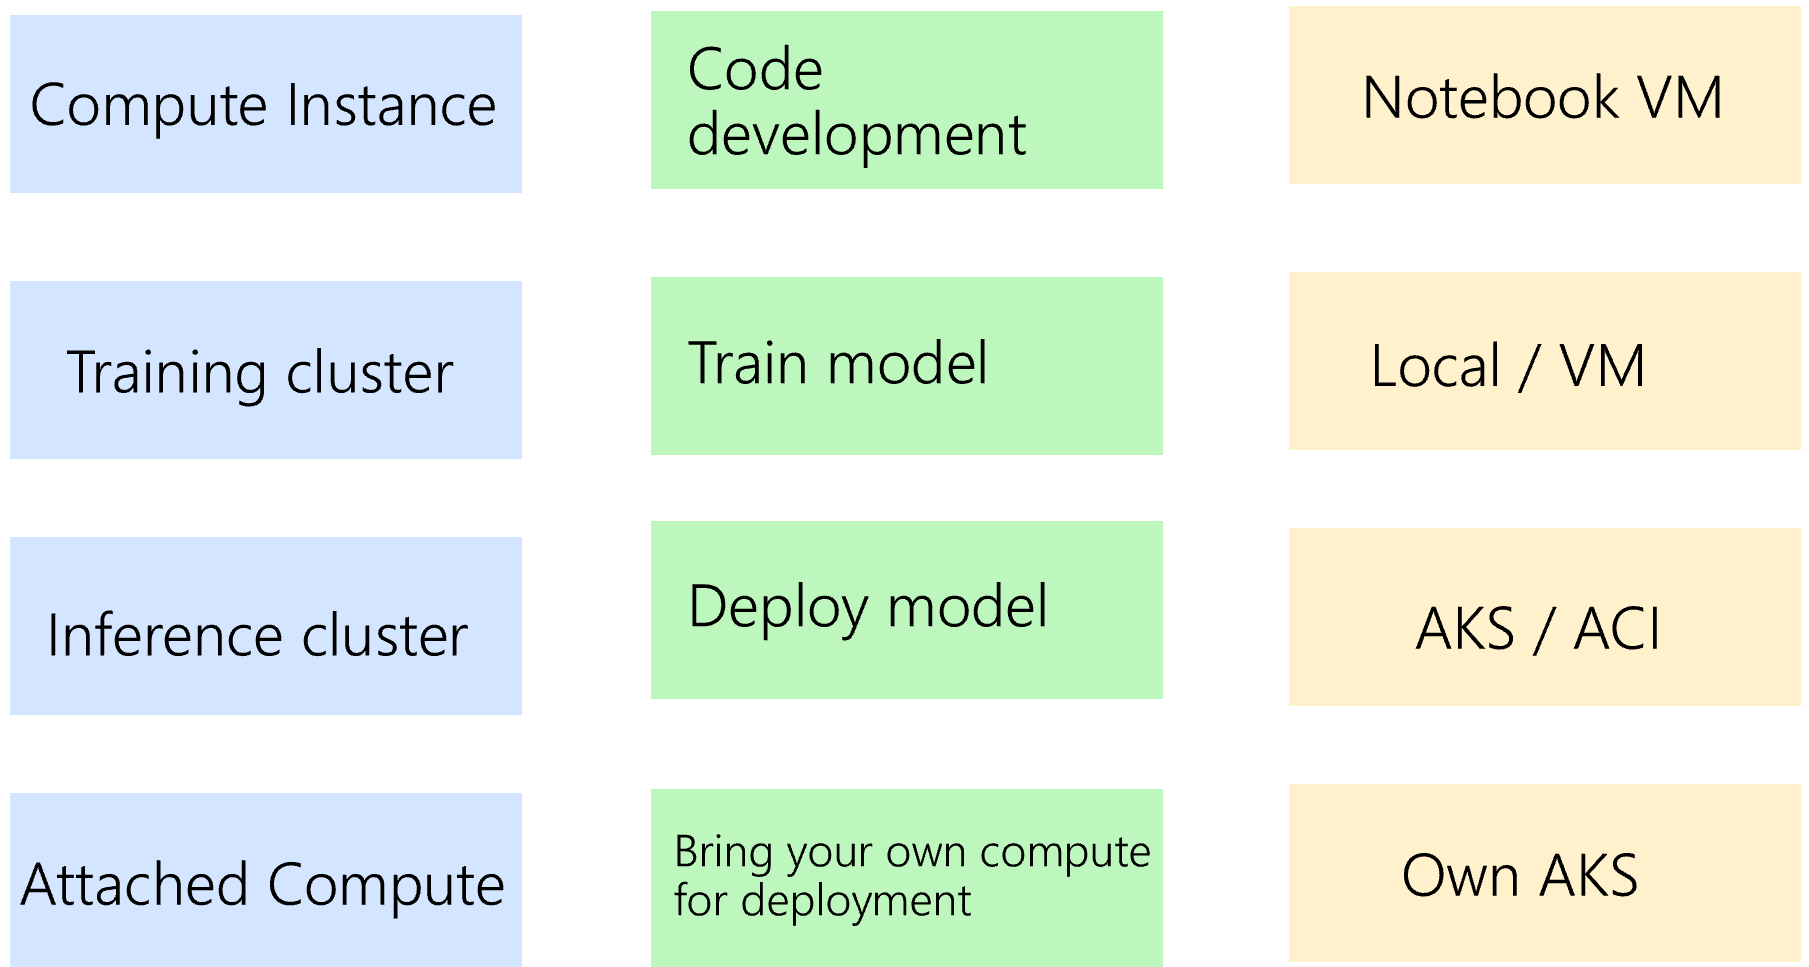 Compute Instance
Code
development
Notebook VM
Training cluster
Train model
Local / VM
Inference cluster
Deploy model
AKS / ACI
Attached Compute
Bring your own compute
for deployment
Own AKS